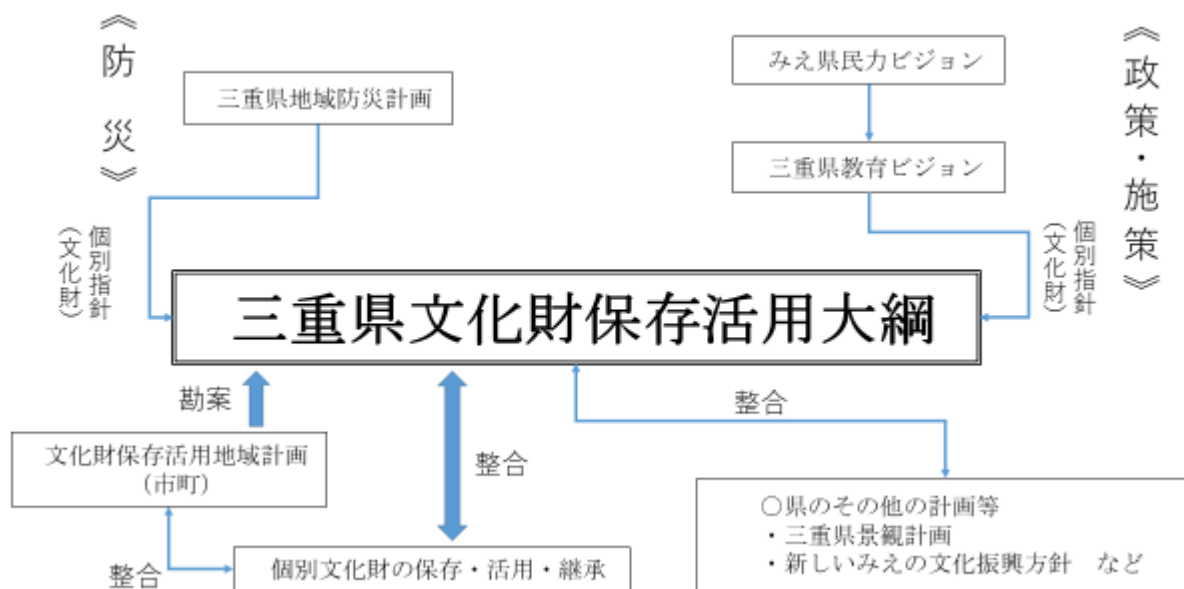 《防災》
三重県地域防災計画
個別指針
(文化財)
みえ県民力ビジョン
三重県教育ビジョン
《政策・施策》
個別指針
(文化財)
三重県文化財保存活用大綱
勘案
整合
整合
文化財保存活用地域計画
(市町)
整合
個別文化財の保存・活用・継承
○県のその他の計画等
・三重県景観計画
・新しいみえの文化振興方針　など